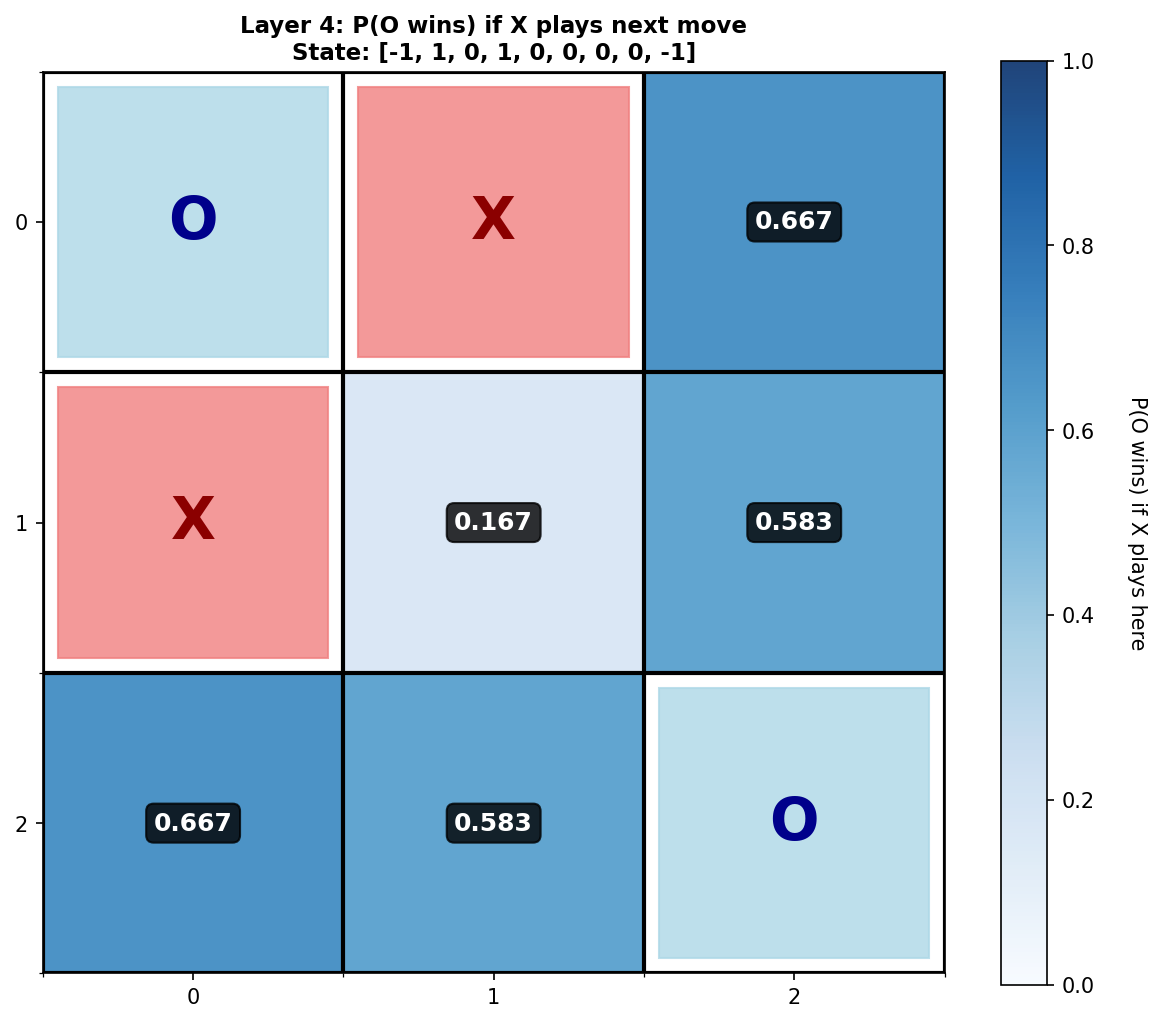 Layer 4: P(O wins) if X plays next move
State: [-1, 1, 0, 1, 0, 0, 0, 0, -1]
0
O
X
0.667
1
X
0.167
0.583
2
0.667
0.583
O
0
1
2
1.0
0.8
0.6
0.4
0.2
0.0
P(O wins) if X plays here